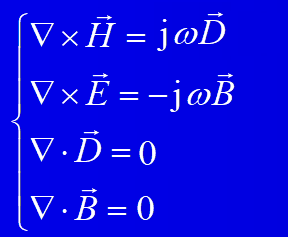 ∇ × H⃗ = jωD⃗
∇ × E⃗ = −jωB⃗
∇ · D⃗ = 0
∇ · B⃗ = 0